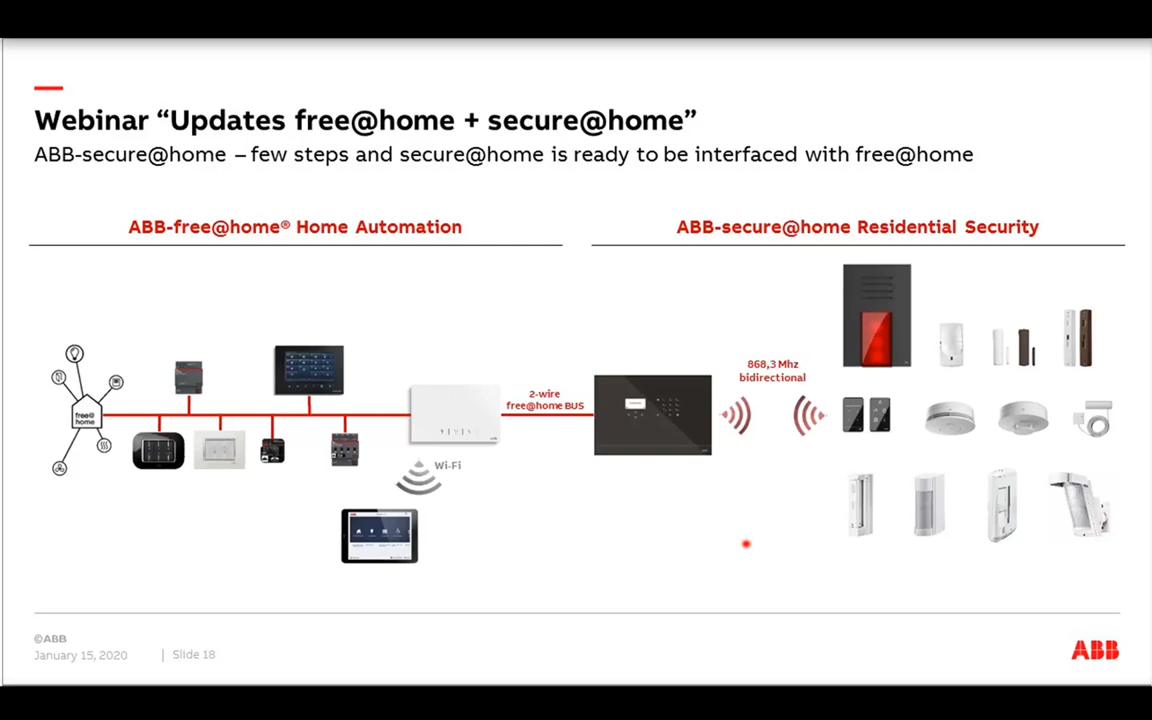 Webinar “Updates free@home + secure@home”
ABB-secure@home – few steps and secure@home is ready to be interfaced with free@home
ABB-free@home® Home Automation
ABB-secure@home Residential Security
free@
home
2-wire
free@home BUS
868,3 Mhz
bidirectional
Wi-Fi
©ABB
January 15, 2020 | Slide 18
ABB